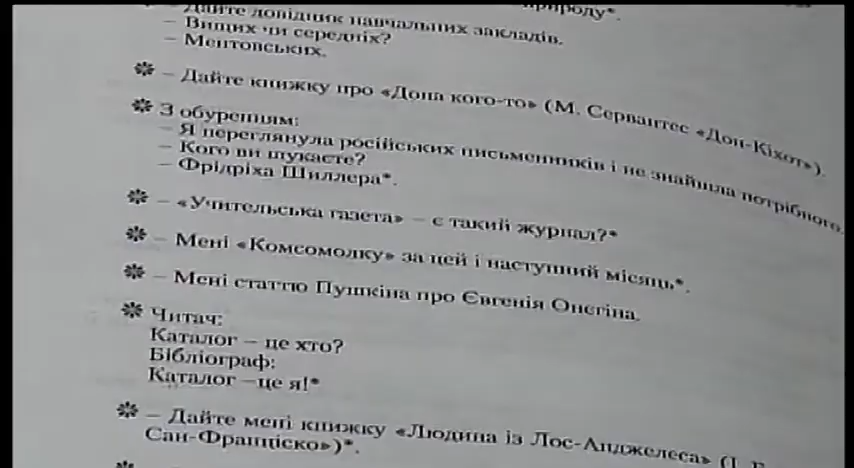 природу*.
– Дайте довідник навчальних закладів.
– Вищих чи середніх?
– Ментовських.
– Дайте книжку про «Дона кого-то» (М. Сервантес «Дон-Кіхот»).
З обуренням:
– Я переглянула російських письменників і не знайшла потрібного.
– Кого ви шукаєте?
– Фрідріха Шиллера*.
– «Учительська газета» – є такий журнал?*
– Мені «Комсомолку» за цей і наступний місяць*.
– Мені статтю Пушкіна про Євгенія Онєгіна.
Читач:
Каталог – це хто?
Бібліограф:
Каталог –це я!*
– Дайте мені книжку «Людина із Лос-Анджелеса»
Сан-Франціско»)*.